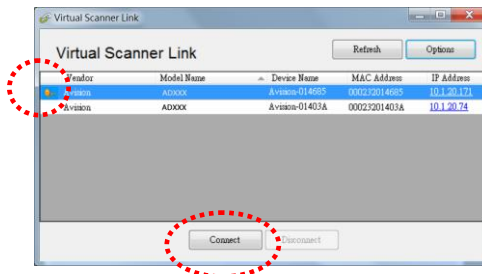 Virtual Scanner Link
Virtual Scanner Link
Refresh
Options
Vendor Model Name Device Name MAC Address IP Address
Avision ADXXX Avision-014685 000232014685 10.1.20.171
Avision ADXXX Avision-01403A 00023201403A 10.1.20.74
Connect
Disconnect